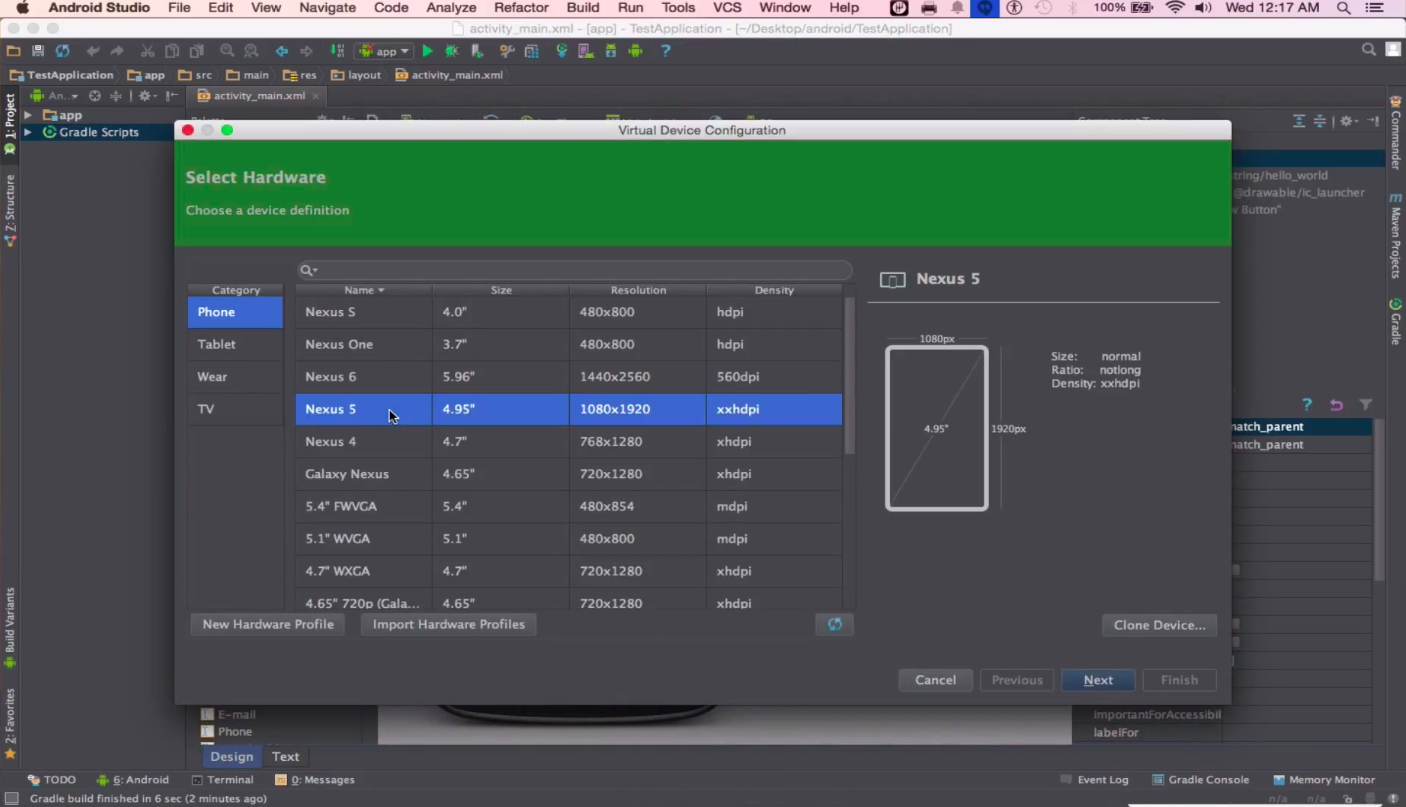 Android Studio File Edit View Navigate Code Analyze Refactor Build Run Tools VCS Window Help 100% Wed 12:17 AM
activity_main.xml - [app] - TestApplication - [~/Desktop/android/TestApplication]
app
TestApplication app src main res layout activity_main.xml
An.. activity_main.xml
1: Project
app
Gradle Scripts
Z: Structure
Build Variants
2: Favorites
Virtual Device Configuration
Select Hardware
Choose a device definition
Category Name Size Resolution Density
Phone
Tablet
Wear
TV
Nexus S 4.0" 480x800 hdpi
Nexus One 3.7" 480x800 hdpi
Nexus 6 5.96" 1440x2560 560dpi
Nexus 5 4.95" 1080x1920 xxhdpi
Nexus 4 4.7" 768x1280 xhdpi
Galaxy Nexus 4.65" 720x1280 xhdpi
5.4" FWVGA 5.4" 480x854 mdpi
5.1" WVGA 5.1" 480x800 mdpi
4.7" WXGA 4.7" 720x1280 xhdpi
4.65" 720p (Gala... 4.65" 720x1280 xhdpi
Nexus 5
1080px
4.95"
1920px
Size: normal
Ratio: notlong
Density: xxhdpi
New Hardware Profile Import Hardware Profiles Clone Device...
Cancel Previous Next Finish
tring/hello_world
@drawable/ic_launcher
w Button"
natch_parent
natch_parent
importantForAccessibil
labelFor
Commander
Maven Projects
Gradle
E-mail
Phone
Design Text
TODO 6: Android Terminal 0: Messages Event Log Gradle Console Memory Monitor
Gradle build finished in 6 sec (2 minutes ago) n/a n/a